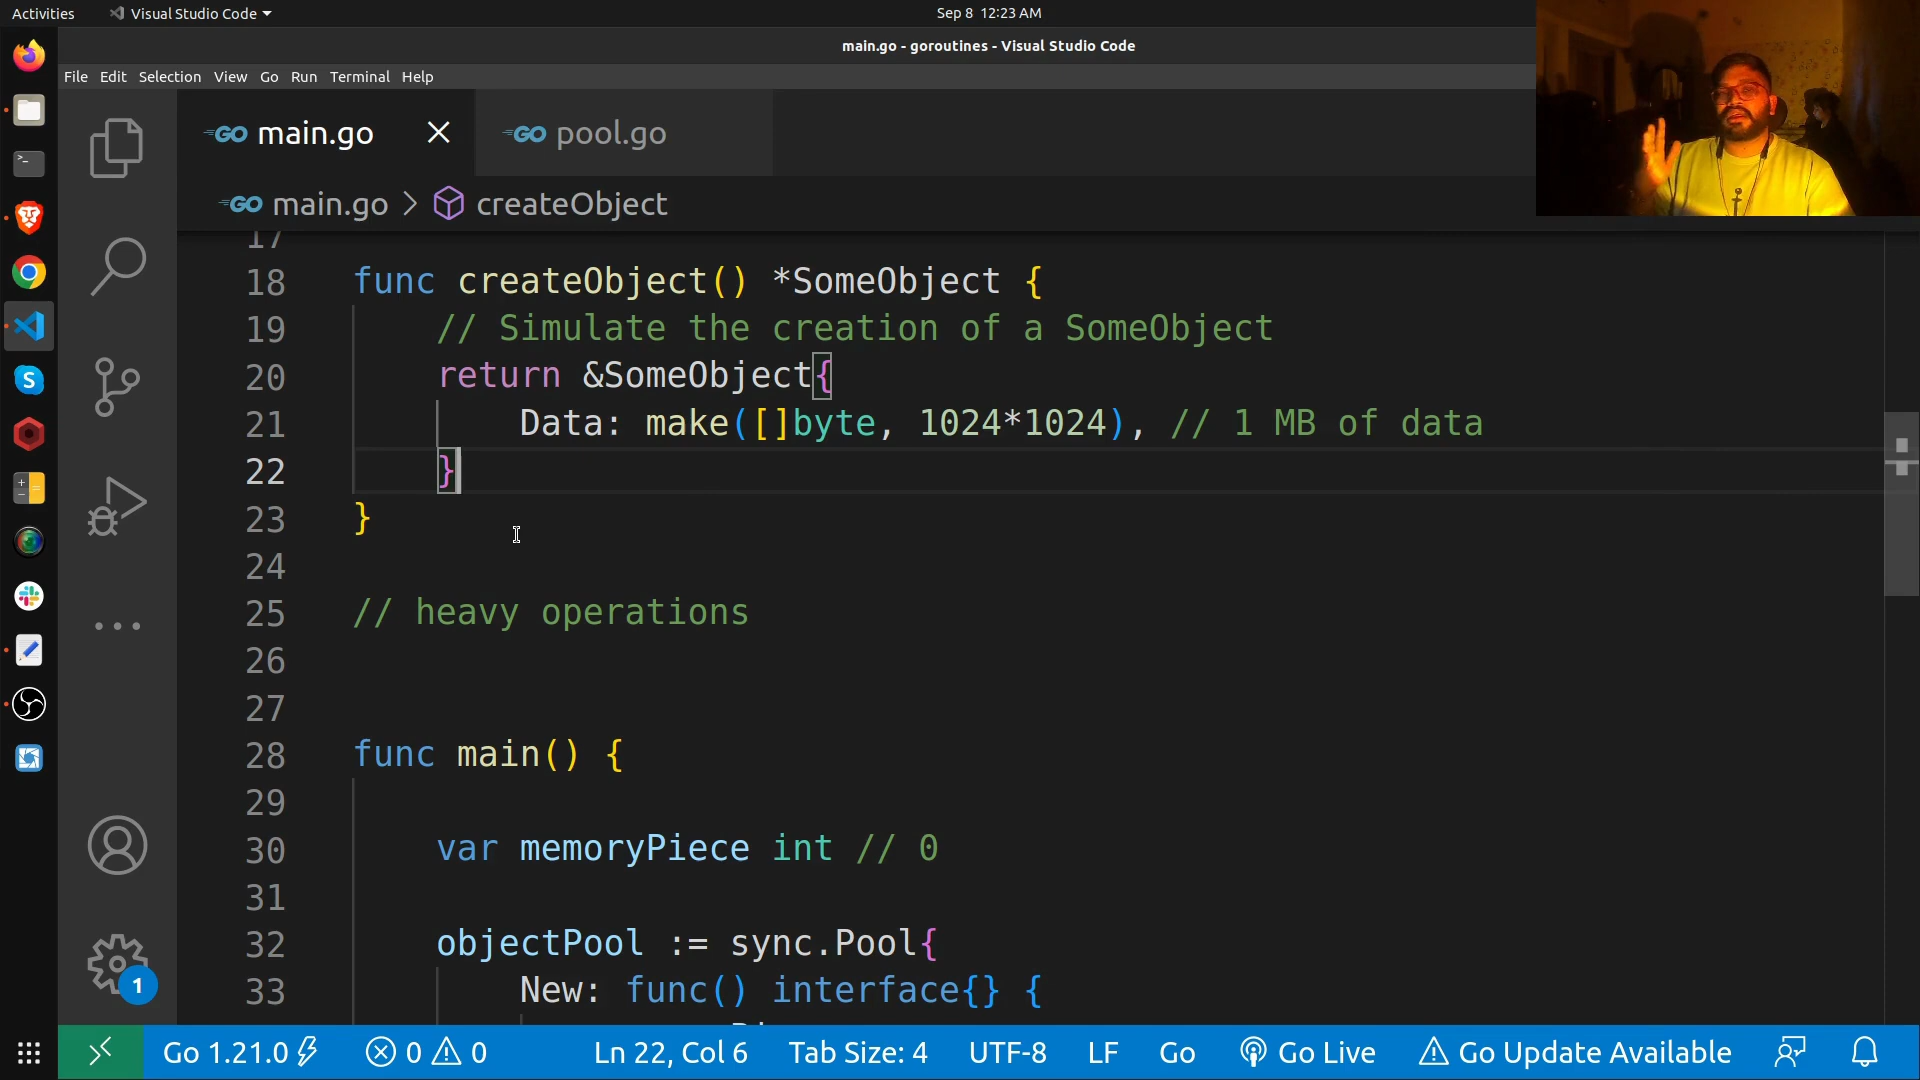 Activities Visual Studio Code Sep 8 12:23 AM
main.go - goroutines - Visual Studio Code
File Edit Selection View Go Run Terminal Help
GO main.go GO pool.go
GO main.go > createObject
17
18 func createObject() *SomeObject {
19 // Simulate the creation of a SomeObject
20 return &SomeObject{
21 Data: make([]byte, 1024*1024), // 1 MB of data
22 }
23 }
24
25 // heavy operations
26
27
28 func main() {
29
30 var memoryPiece int // 0
31
32 objectPool := sync.Pool{
33 New: func() interface{} {
1
Go 1.21.0 0 0 Ln 22, Col 6 Tab Size: 4 UTF-8 LF Go Go Live Go Update Available